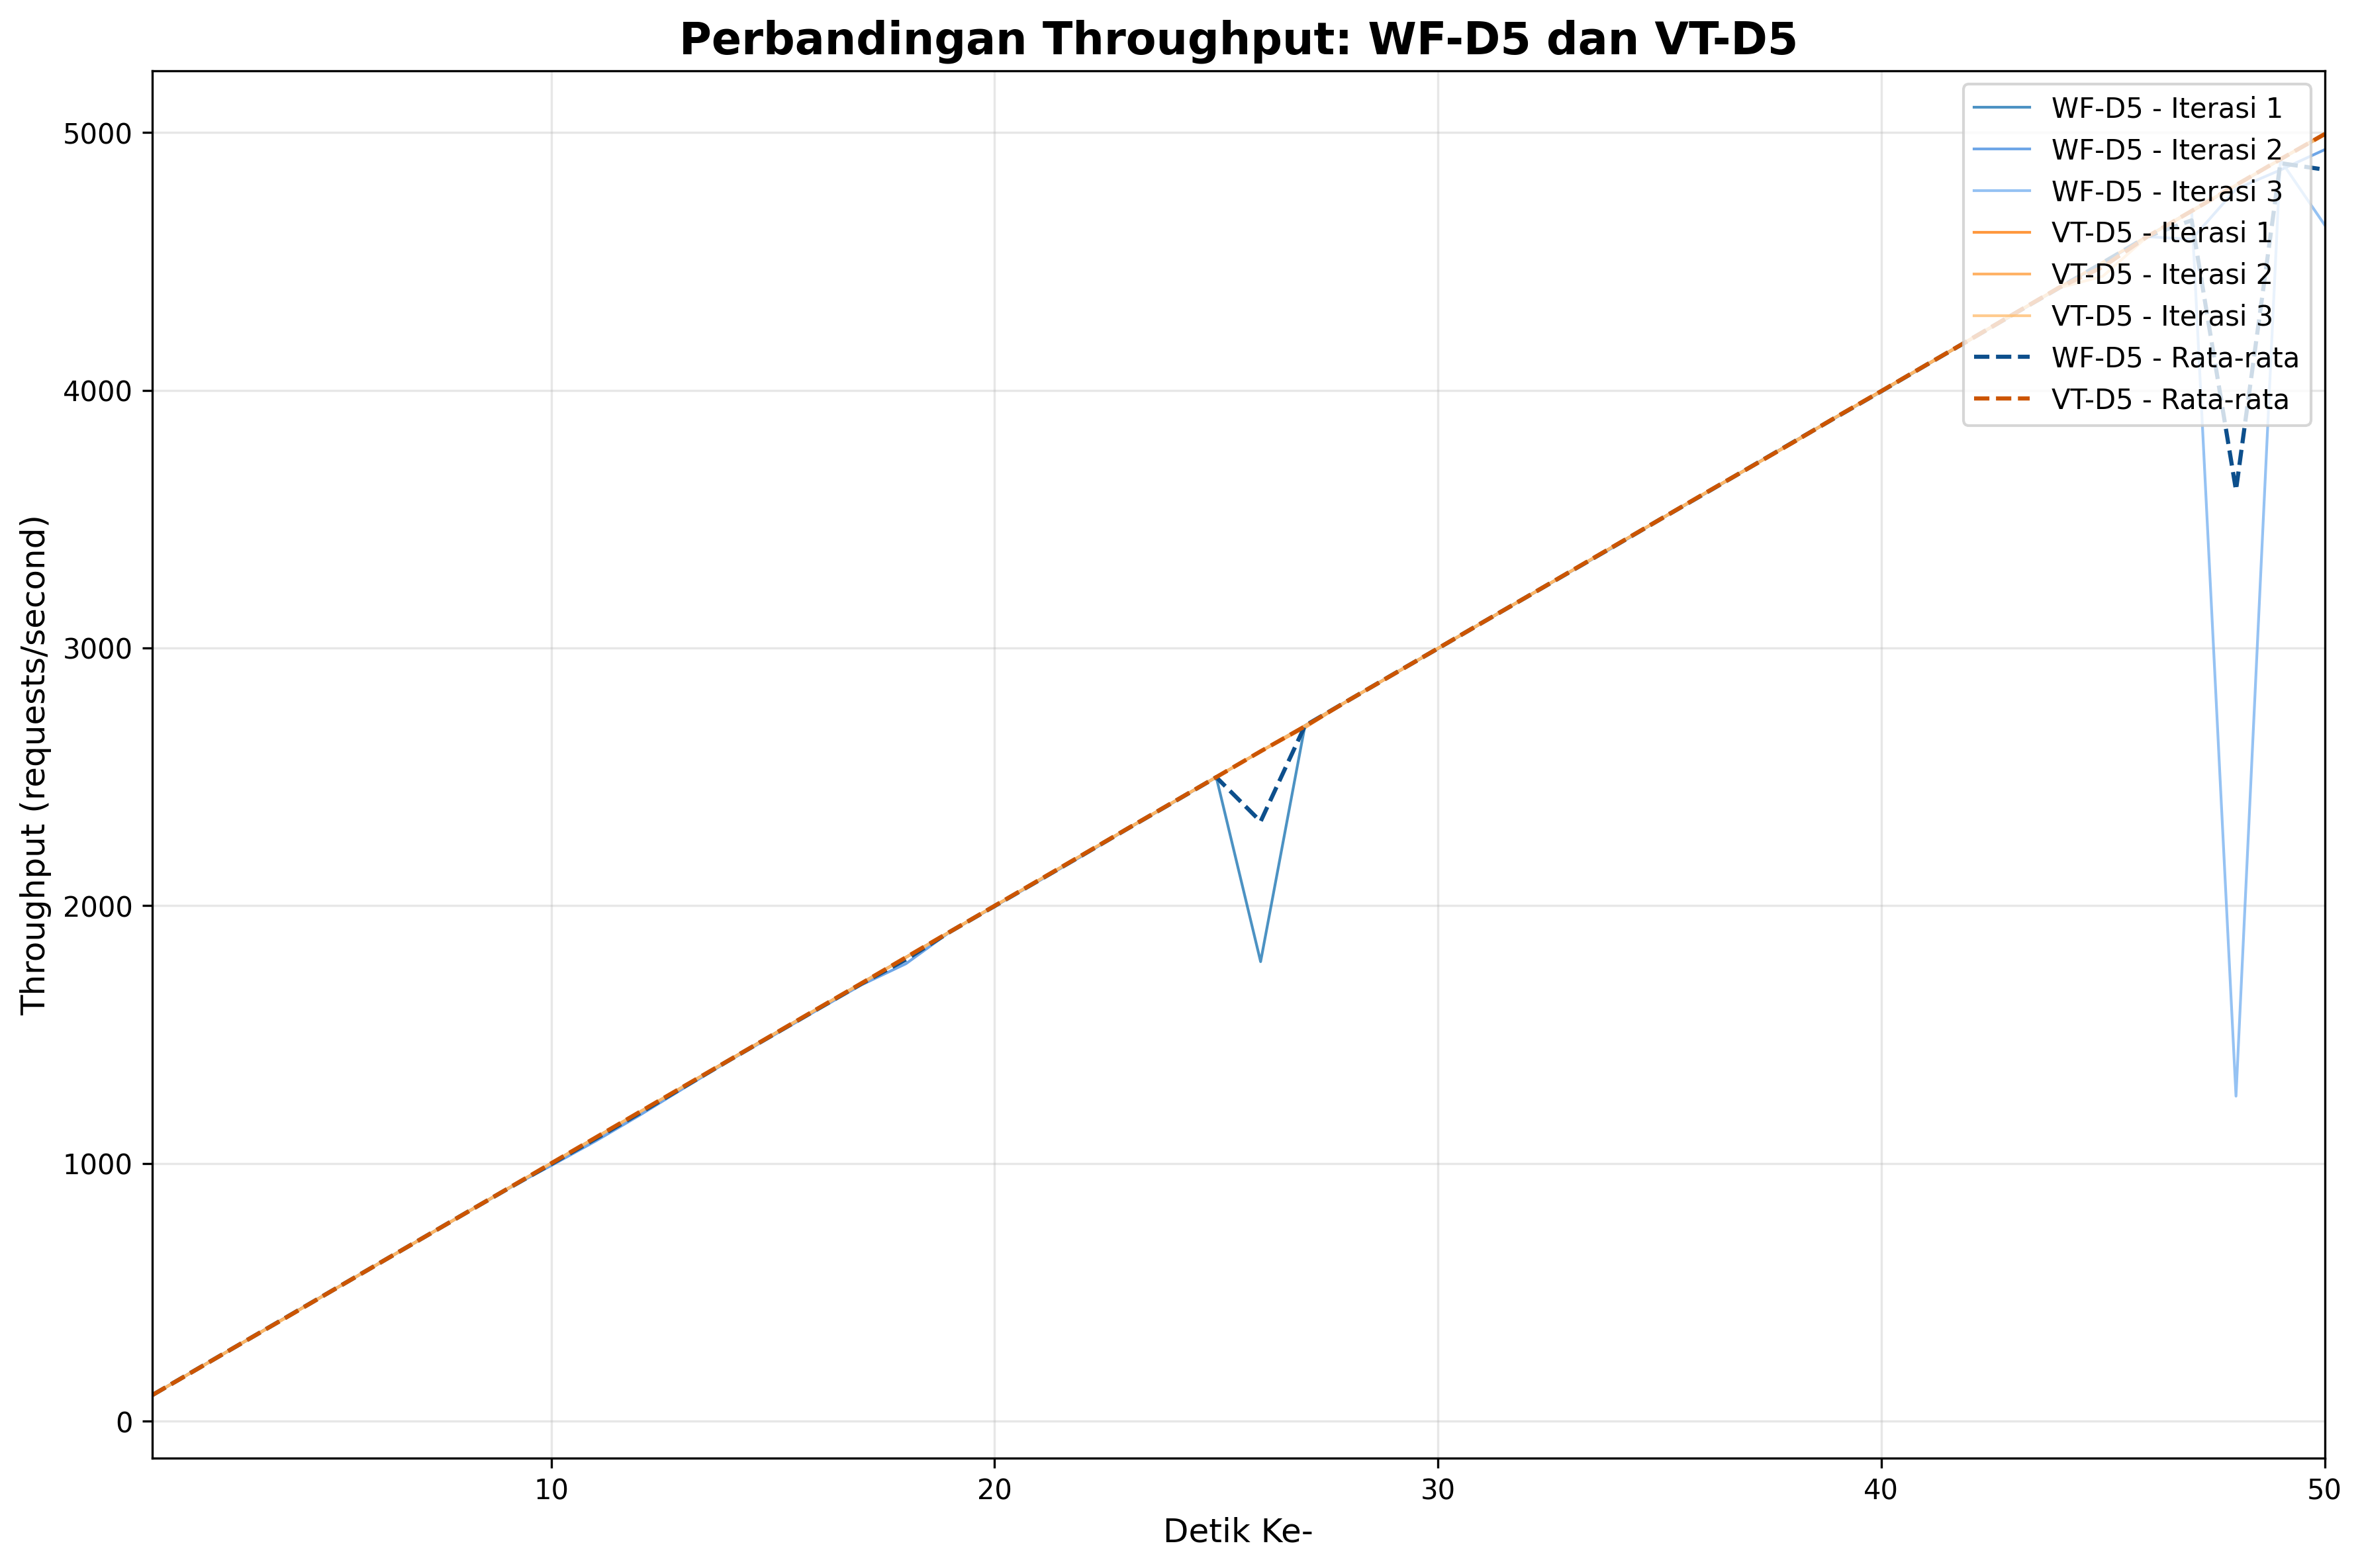 Perbandingan Throughput: WF-D5 dan VT-D5
WF-D5 - Iterasi 1
WF-D5 - Iterasi 2
WF-D5 - Iterasi 3
VT-D5 - Iterasi 1
VT-D5 - Iterasi 2
VT-D5 - Iterasi 3
WF-D5 - Rata-rata
VT-D5 - Rata-rata
Throughput (requests/second)
5000
4000
3000
2000
1000
0
10 20 30 40 50
Detik Ke-